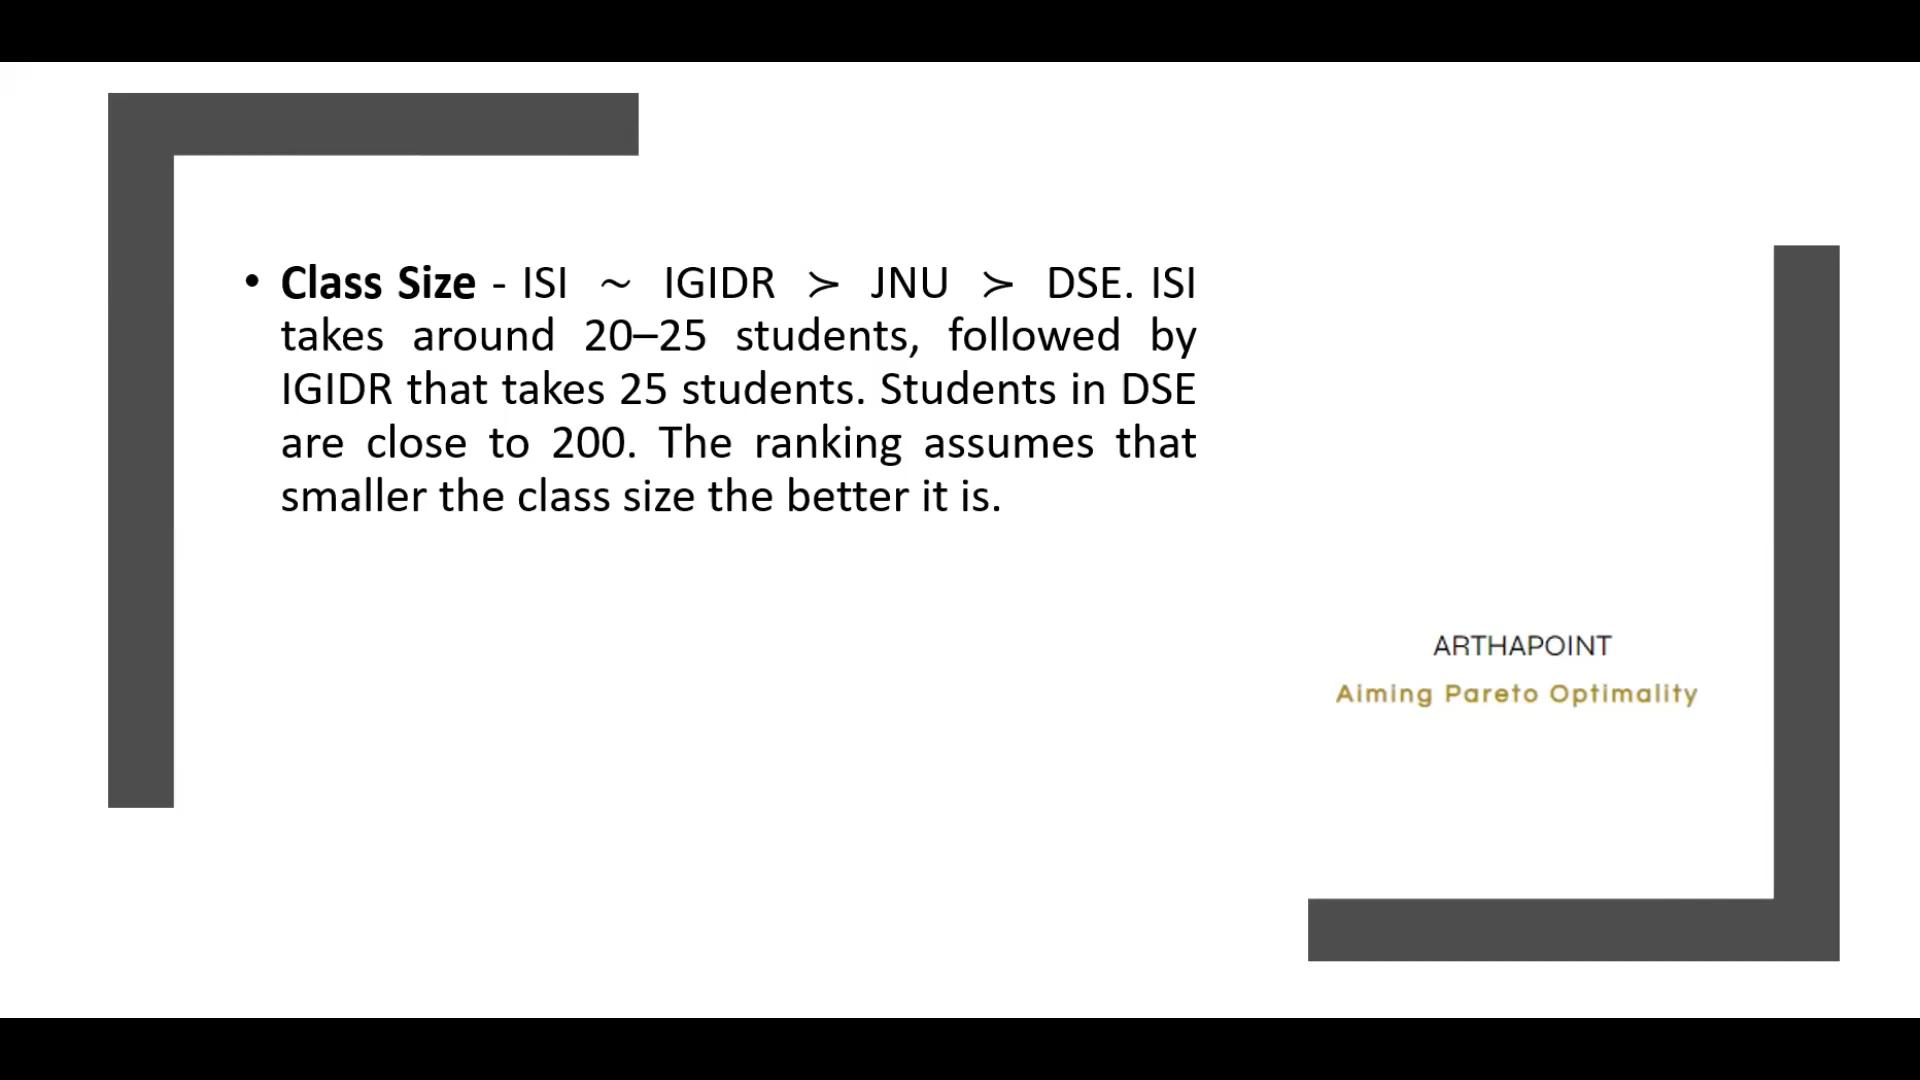 • Class Size - ISI ∼ IGIDR ≻ JNU ≻ DSE. ISI
takes around 20–25 students, followed by
IGIDR that takes 25 students. Students in DSE
are close to 200. The ranking assumes that
smaller the class size the better it is.
ARTHAPOINT
Aiming Pareto Optimality